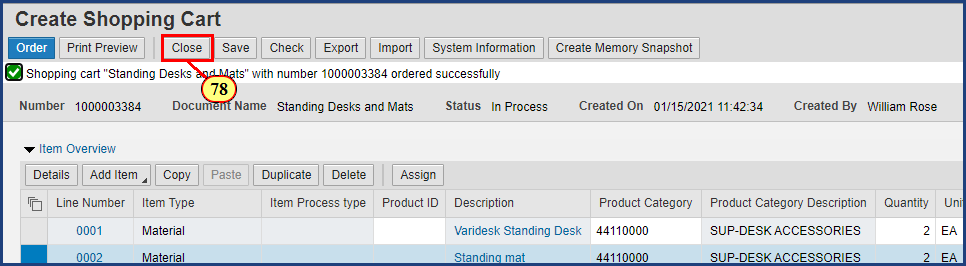 Create Shopping Cart
Order Print Preview Close Save Check Export Import System Information Create Memory Snapshot
Shopping cart "Standing Desks and Mats" with number 1000003384 ordered successfully
78
Number 1000003384 Document Name Standing Desks and Mats Status In Process Created On 01/15/2021 11:42:34 Created By William Rose
Item Overview
Details Add Item Copy Paste Duplicate Delete Assign
Line Number Item Type Item Process type Product ID Description Product Category Product Category Description Quantity Uni
0001 Material Varidesk Standing Desk 44110000 SUP-DESK ACCESSORIES 2 EA
0002 Material Standing mat 44110000 SUP-DESK ACCESSORIES 2 EA